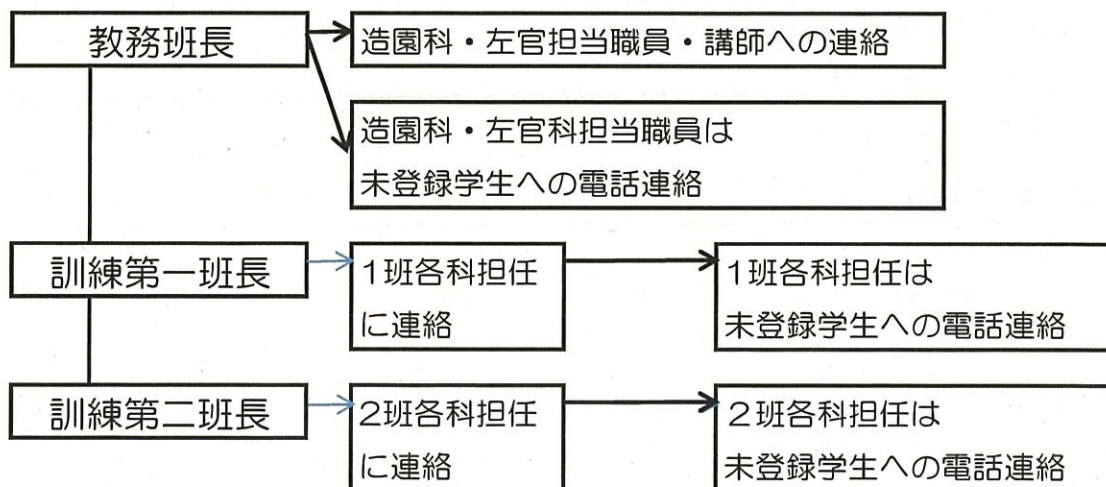 教務班長
造園科・左官担当職員・講師への連絡
造園科・左官科担当職員は
未登録学生への電話連絡
訓練第一班長
1班各科担任
に連絡
1班各科担任は
未登録学生への電話連絡
訓練第二班長
2班各科担任
に連絡
2班各科担任は
未登録学生への電話連絡